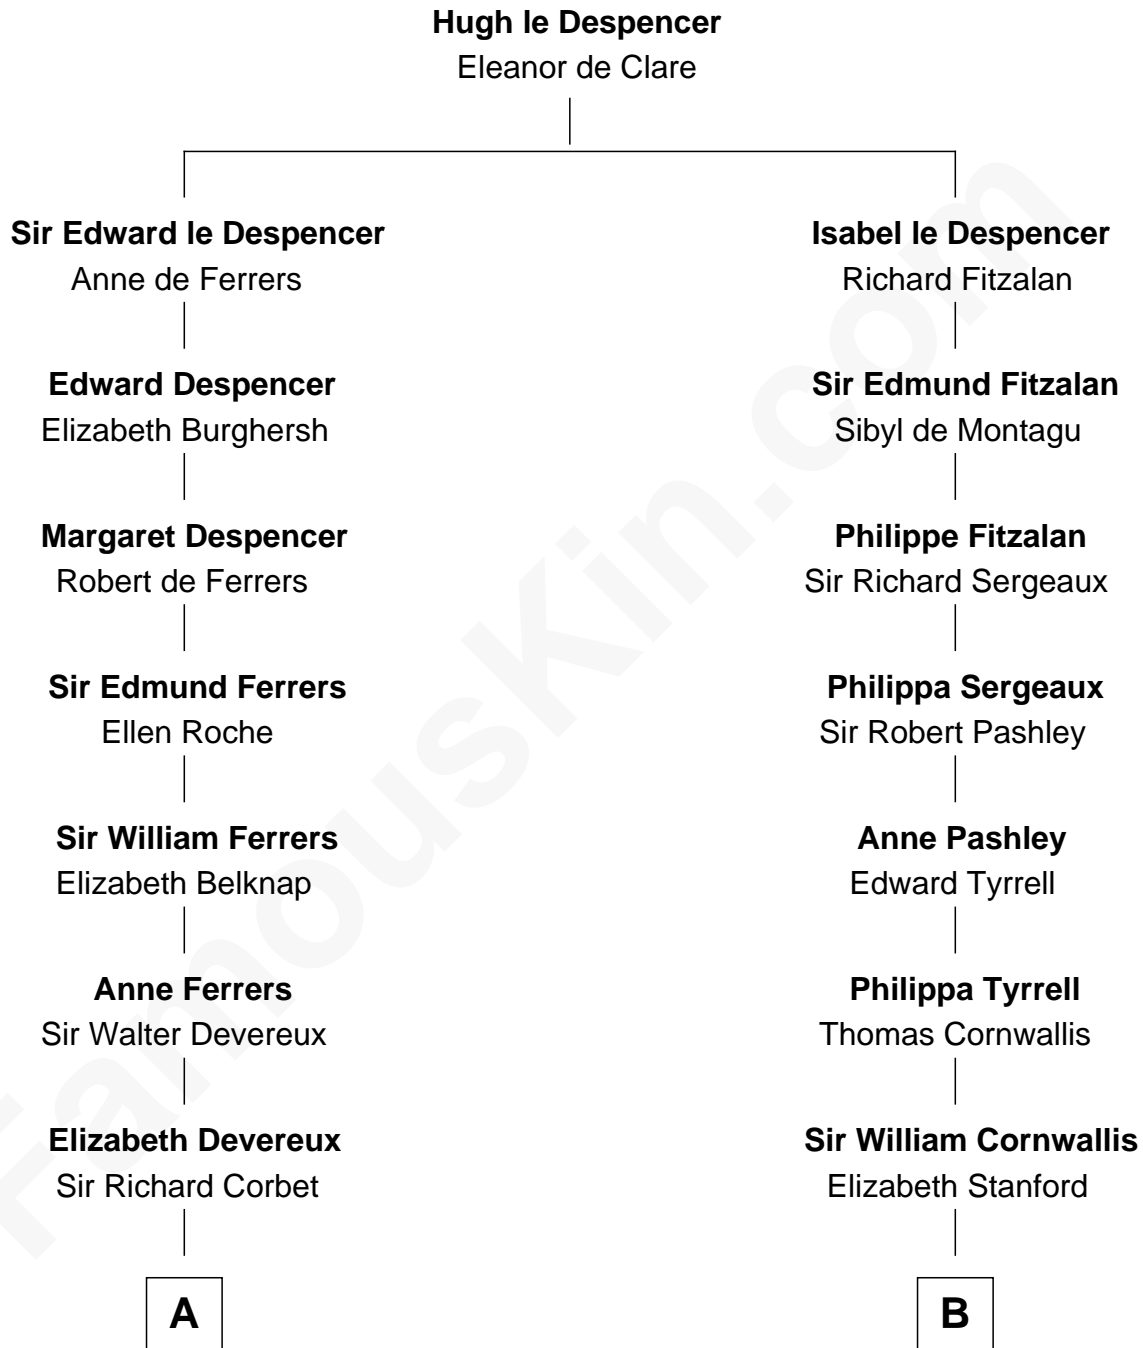 Hugh le Despencer
Eleanor de Clare
Sir Edward le Despencer
Anne de Ferrers
Isabel le Despencer
Richard Fitzalan
Edward Despencer
Elizabeth Burghersh
Sir Edmund Fitzalan
Sibyl de Montagu
Margaret Despencer
Robert de Ferrers
Philippe Fitzalan
Sir Richard Sergeaux
Sir Edmund Ferrers
Ellen Roche
Philippa Sergeaux
Sir Robert Pashley
Sir William Ferrers
Elizabeth Belknap
Anne Pashley
Edward Tyrrell
Anne Ferrers
Sir Walter Devereux
Philippa Tyrrell
Thomas Cornwallis
Elizabeth Devereux
Sir Richard Corbet
Sir William Cornwallis
Elizabeth Stanford
A
B
FamousKin.com